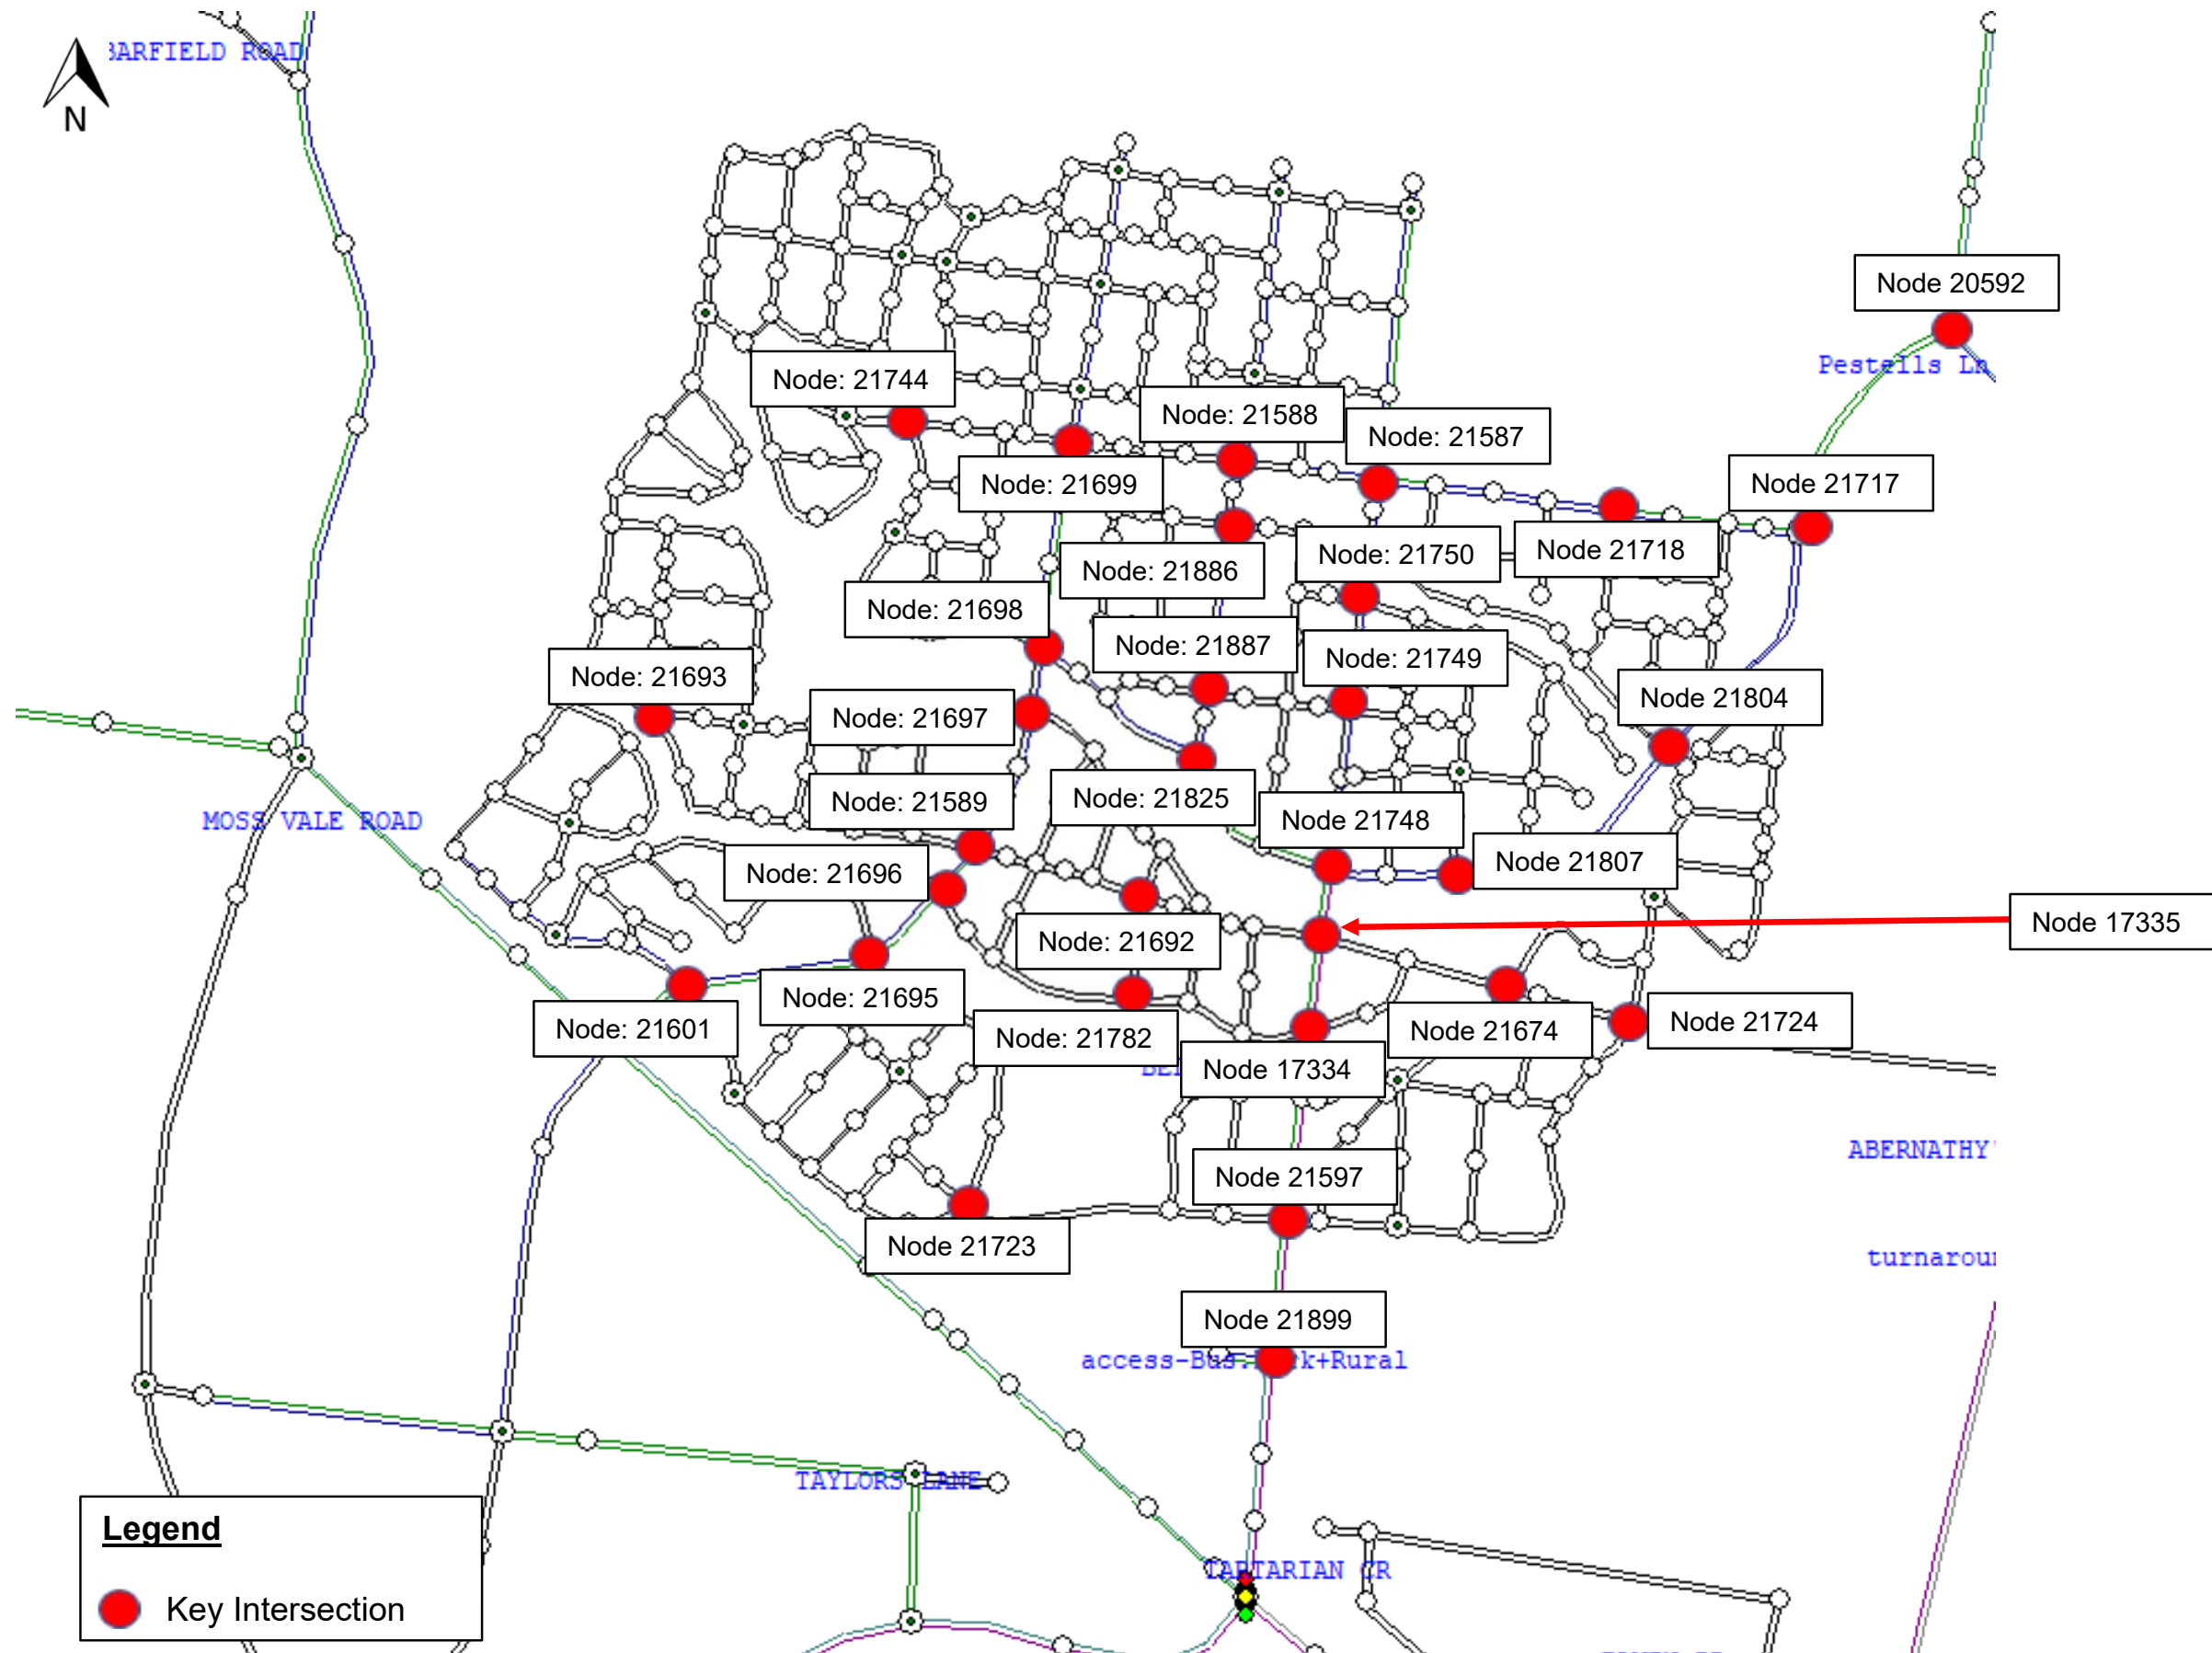 BARFIELD ROAD
N
Node 20592
Pestells Ln
Node: 21744
Node: 21588
Node: 21587
Node: 21699
Node 21717
Node: 21750
Node 21718
Node: 21886
Node: 21698
Node: 21887
Node: 21749
Node: 21693
Node 21804
Node: 21697
Node: 21589
Node: 21825
Node 21748
MOSS VALE ROAD
Node: 21696
Node 21807
Node: 21692
Node 17335
Node: 21695
Node: 21601
Node: 21782
Node 21674
Node 21724
Node 17334
ABERNATHY'
Node 21597
Node 21723
turnarou
Node 21899
access-Bus. k+Rural
TAYLORS LANE
Legend
TARTARIAN CR
Key Intersection